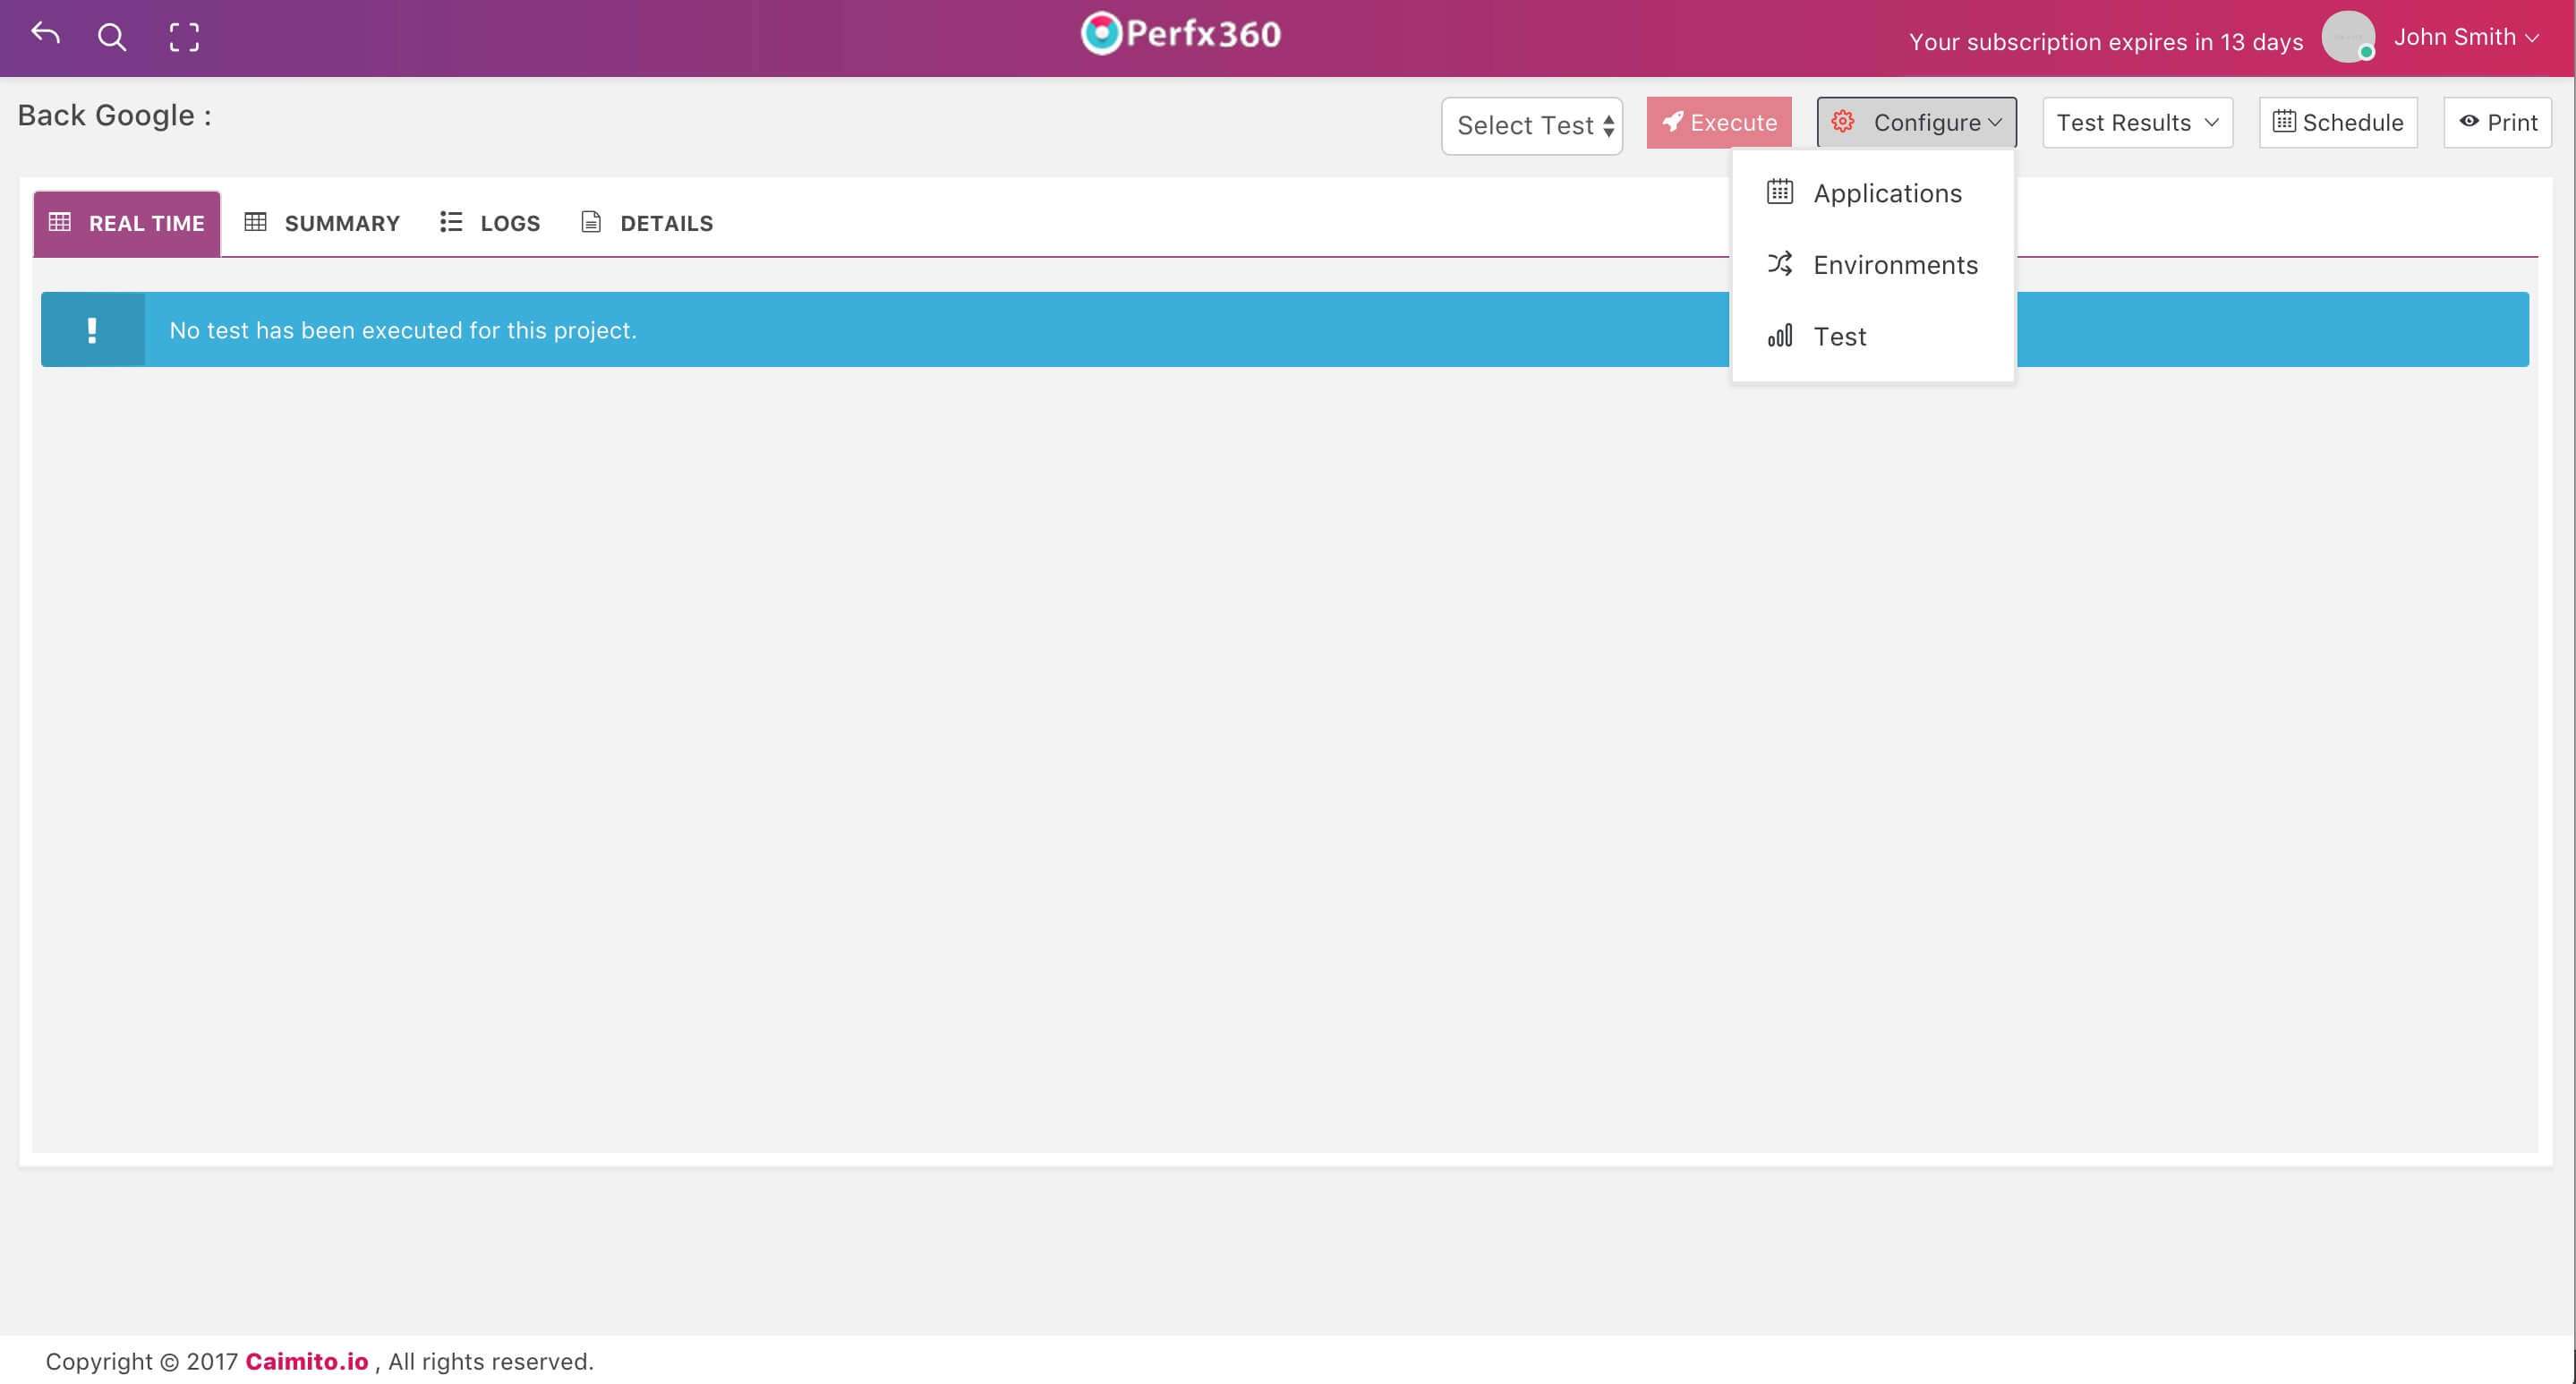 Perfx360
Your subscription expires in 13 days
John Smith
Back Google :
Select Test
Execute
Configure
Test Results
Schedule
Print
Applications
Environments
Test
REAL TIME
SUMMARY
LOGS
DETAILS
No test has been executed for this project.
Copyright © 2017 Caimito.io , All rights reserved.